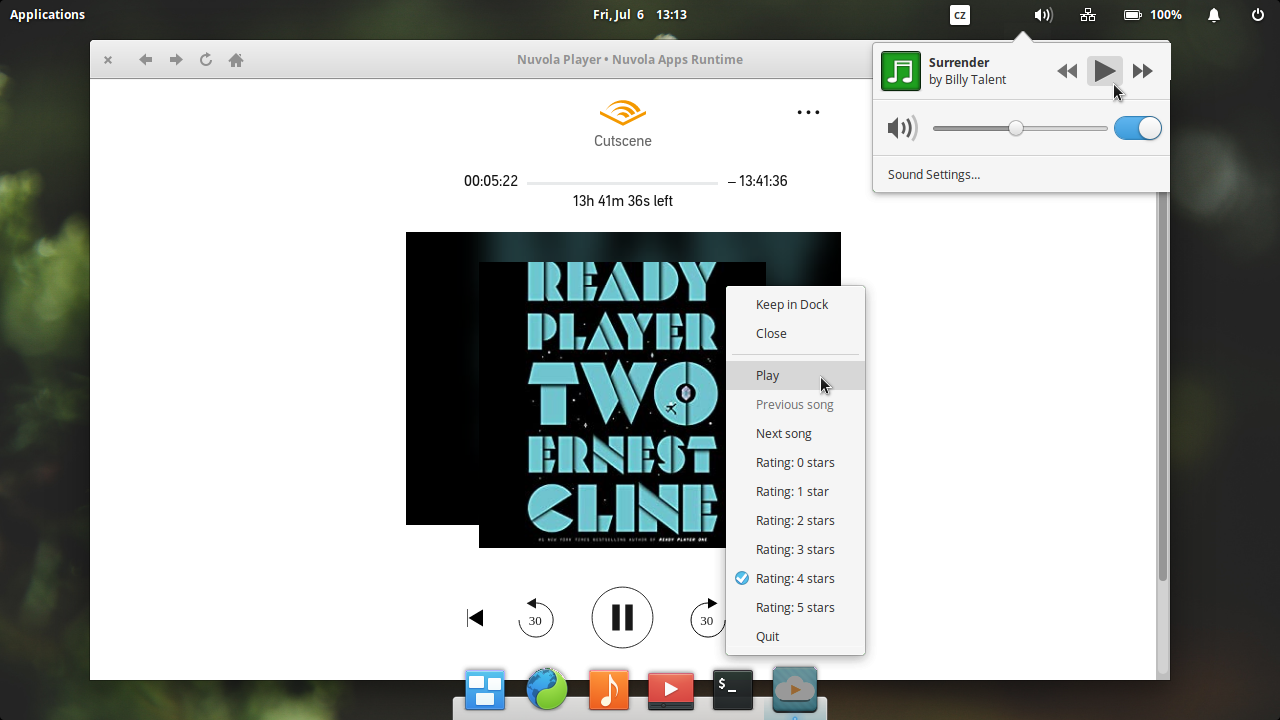 Applications
Fri, Jul 6 13:13
cz
100%
Nuvola Player • Nuvola Apps Runtime
Surrender
by Billy Talent
Sound Settings...
Cutscene
00:05:22
– 13:41:36
13h 41m 36s left
READY
PLAYER
TWO
ERNEST
CLINE
#1 NEW YORK TIMES BESTSELLING AUTHOR OF READY PLAYER ONE
Keep in Dock
Close
Play
Previous song
Next song
Rating: 0 stars
Rating: 1 star
Rating: 2 stars
Rating: 3 stars
Rating: 4 stars
Rating: 5 stars
Quit
30
30
$ _